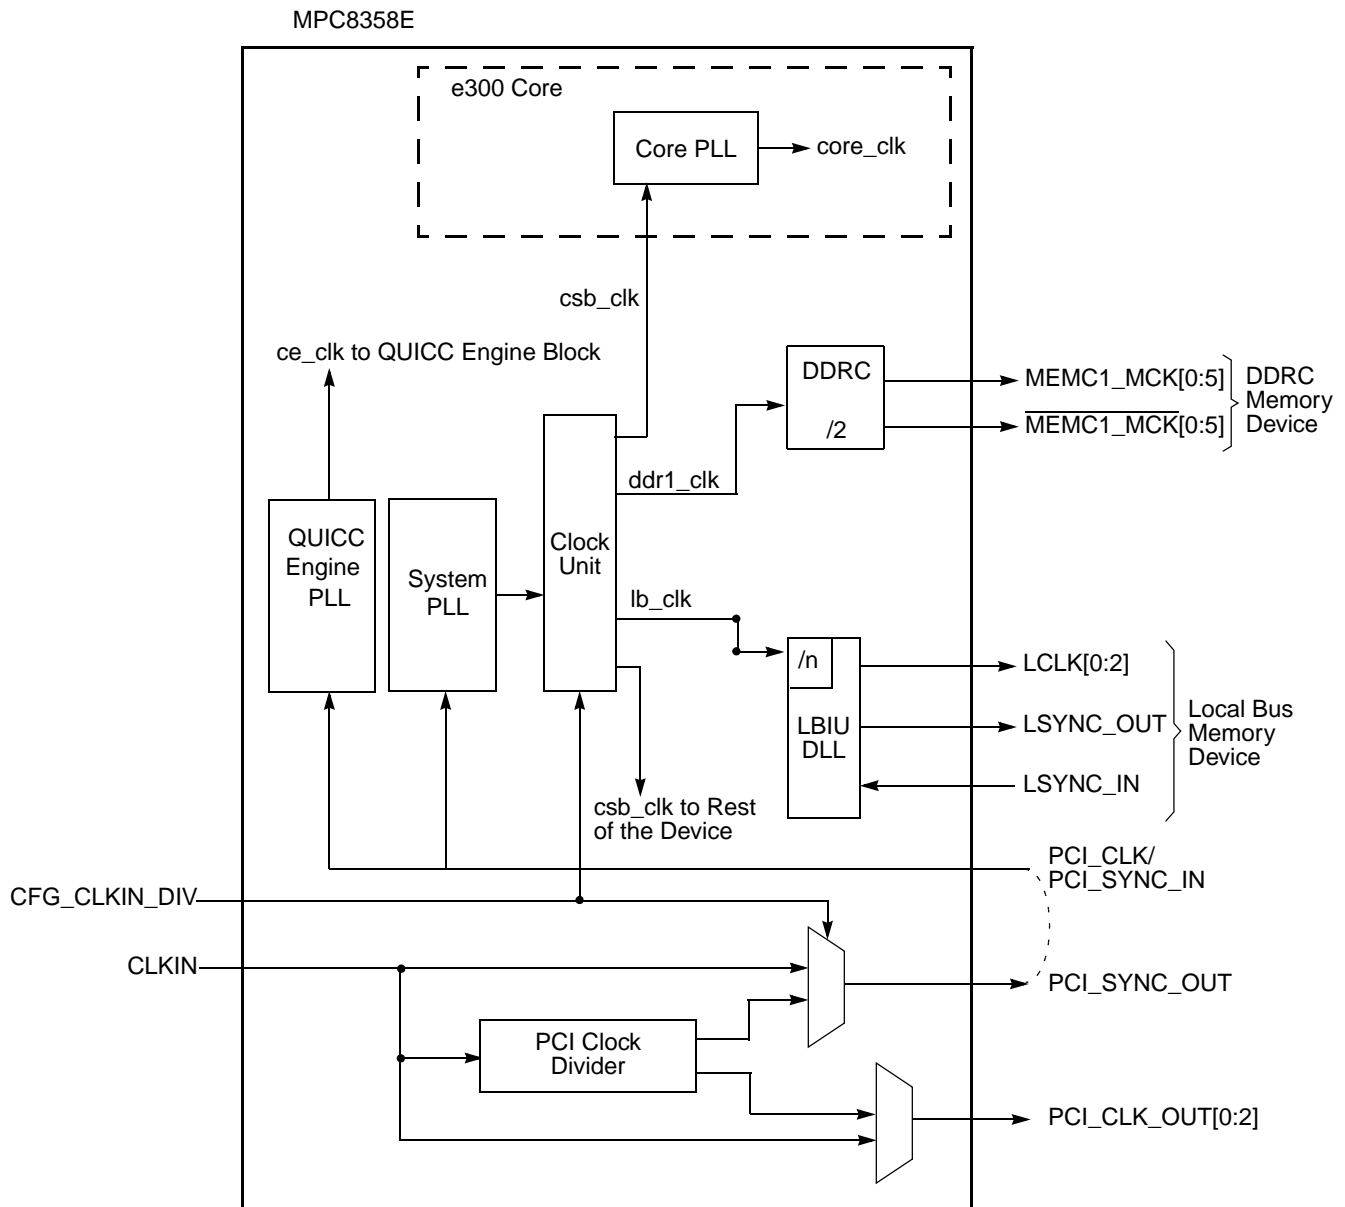 MPC8358E
e300 Core
Core PLL
core_clk
csb_clk
ce_clk to QUICC Engine Block
DDRC
/2
MEMC1_MCK[0:5]
MEMC1_MCK[0:5]
DDRC
Memory
Device
ddr1_clk
QUICC
Engine
PLL
System
PLL
Clock
Unit
lb_clk
/n
LBIU
DLL
LCLK[0:2]
LSYNC_OUT
LSYNC_IN
Local Bus
Memory
Device
csb_clk to Rest
of the Device
PCI_CLK/
PCI_SYNC_IN
CFG_CLKIN_DIV
CLKIN
PCI_SYNC_OUT
PCI Clock
Divider
PCI_CLK_OUT[0:2]